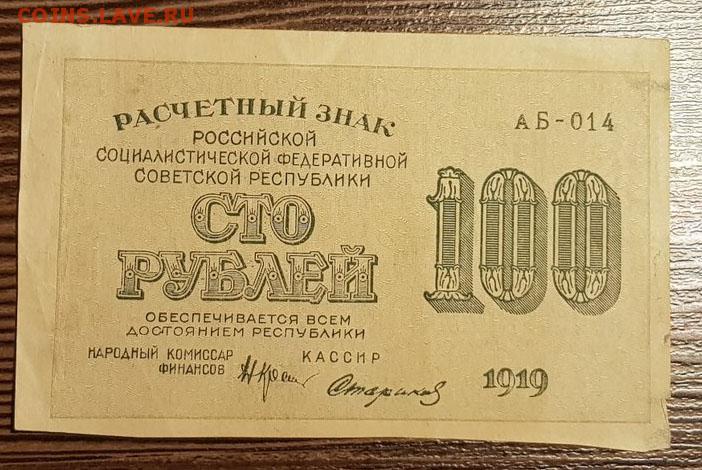 COINS.LAVE.RU
РАСЧЕТНЫЙ ЗНАК
АБ-014
РОССИЙСКОЙ
СОЦИАЛИСТИЧЕСКОЙ ФЕДЕРАТИВНОЙ
СОВЕТСКОЙ РЕСПУБЛИКИ
СТО
РУБЛЕЙ
100
ОБЕСПЕЧИВАЕТСЯ ВСЕМ
ДОСТОЯНИЕМ РЕСПУБЛИКИ
НАРОДНЫЙ КОМИССАР
ФИНАНСОВ
КАССИР
Стариков
1919